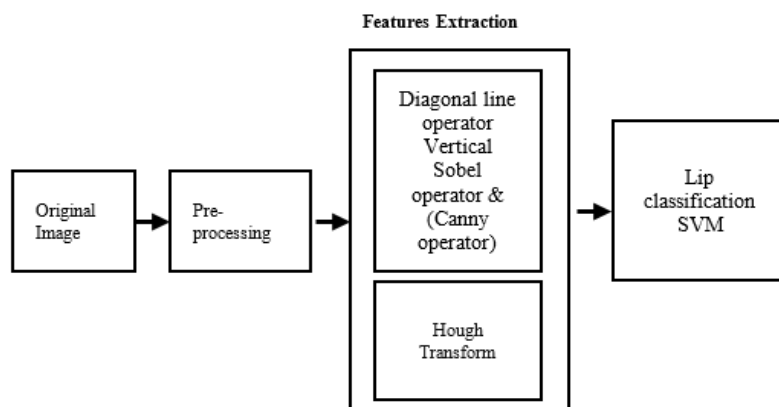 Features Extraction
Original
Image
Pre-
processing
Diagonal line
operator
Vertical
Sobel
operator &
(Canny
operator)
Hough
Transform
Lip
classification
SVM